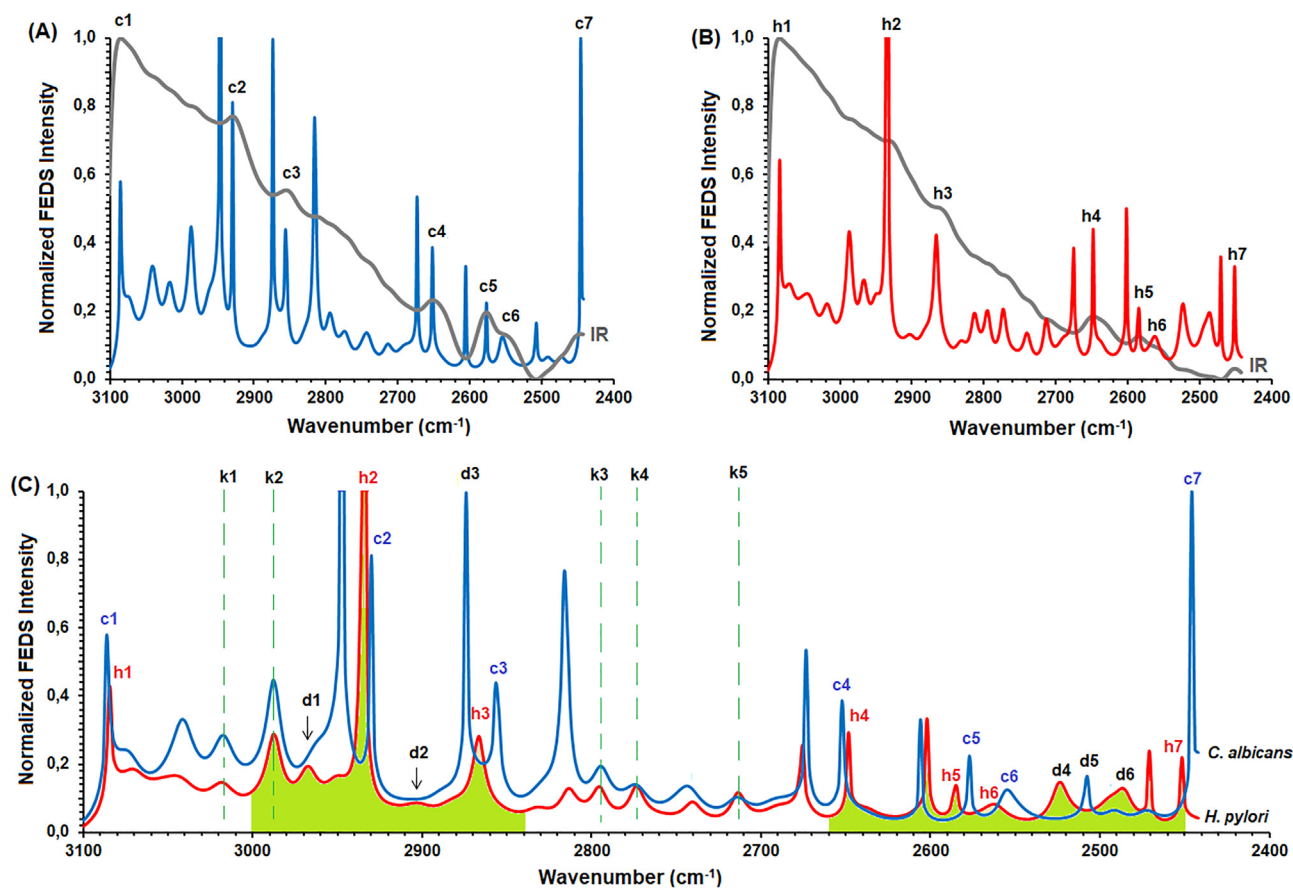 (A)
c1
c2
c3
c4
c5
c6
c7
IR
Normalized FEDS Intensity
1,0
0,8
0,6
0,4
0,2
0,0
3100 3000 2900 2800 2700 2600 2500 2400
Wavenumber (cm-1)
(B)
h1
h2
h3
h4
h5
h6
h7
IR
Normalized FEDS Intensity
1,0
0,8
0,6
0,4
0,2
0,0
3100 3000 2900 2800 2700 2600 2500 2400
Wavenumber (cm-1)
(C)
k1
k2
h2
d3
k3
k4
k5
c7
c2
c1
h1
d1
d2
h3
c3
c4
h4
c5
h5
h6
c6
d4
d5
d6
h7
C. albicans
H. pylori
Normalized FEDS Intensity
1,0
0,8
0,6
0,4
0,2
0,0
3100 3000 2900 2800 2700 2600 2500 2400
Wavenumber (cm-1)